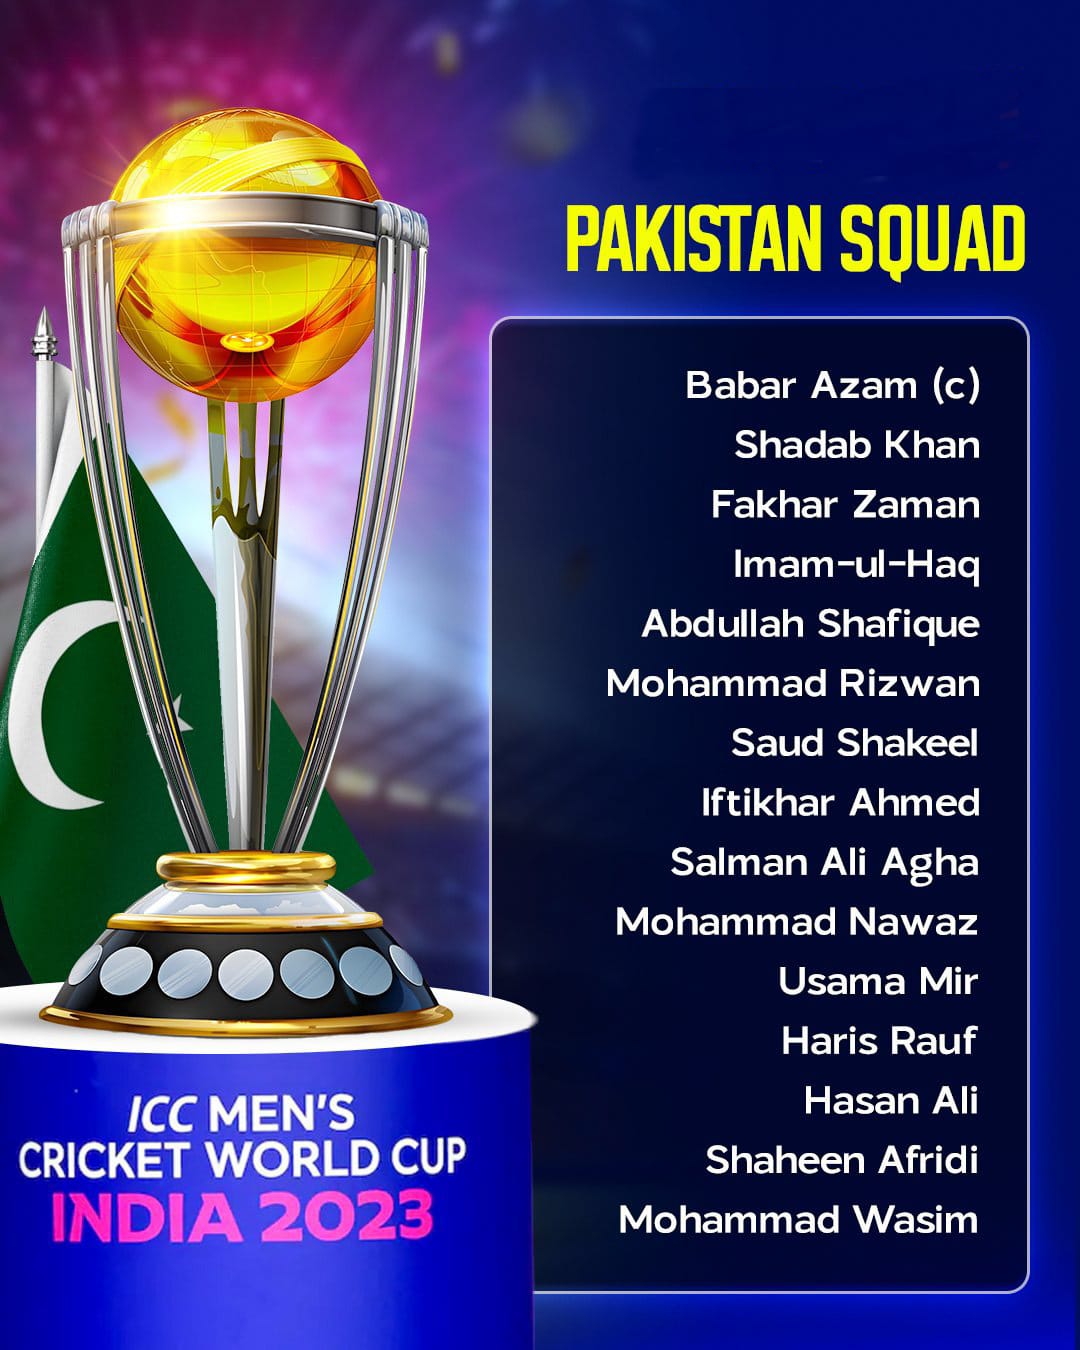 PAKISTAN SQUAD
Babar Azam (c)
Shadab Khan
Fakhar Zaman
Imam-ul-Haq
Abdullah Shafique
Mohammad Rizwan
Saud Shakeel
Iftikhar Ahmed
Salman Ali Agha
Mohammad Nawaz
Usama Mir
Haris Rauf
Hasan Ali
Shaheen Afridi
Mohammad Wasim
ICC MEN'S
CRICKET WORLD CUP
INDIA 2023